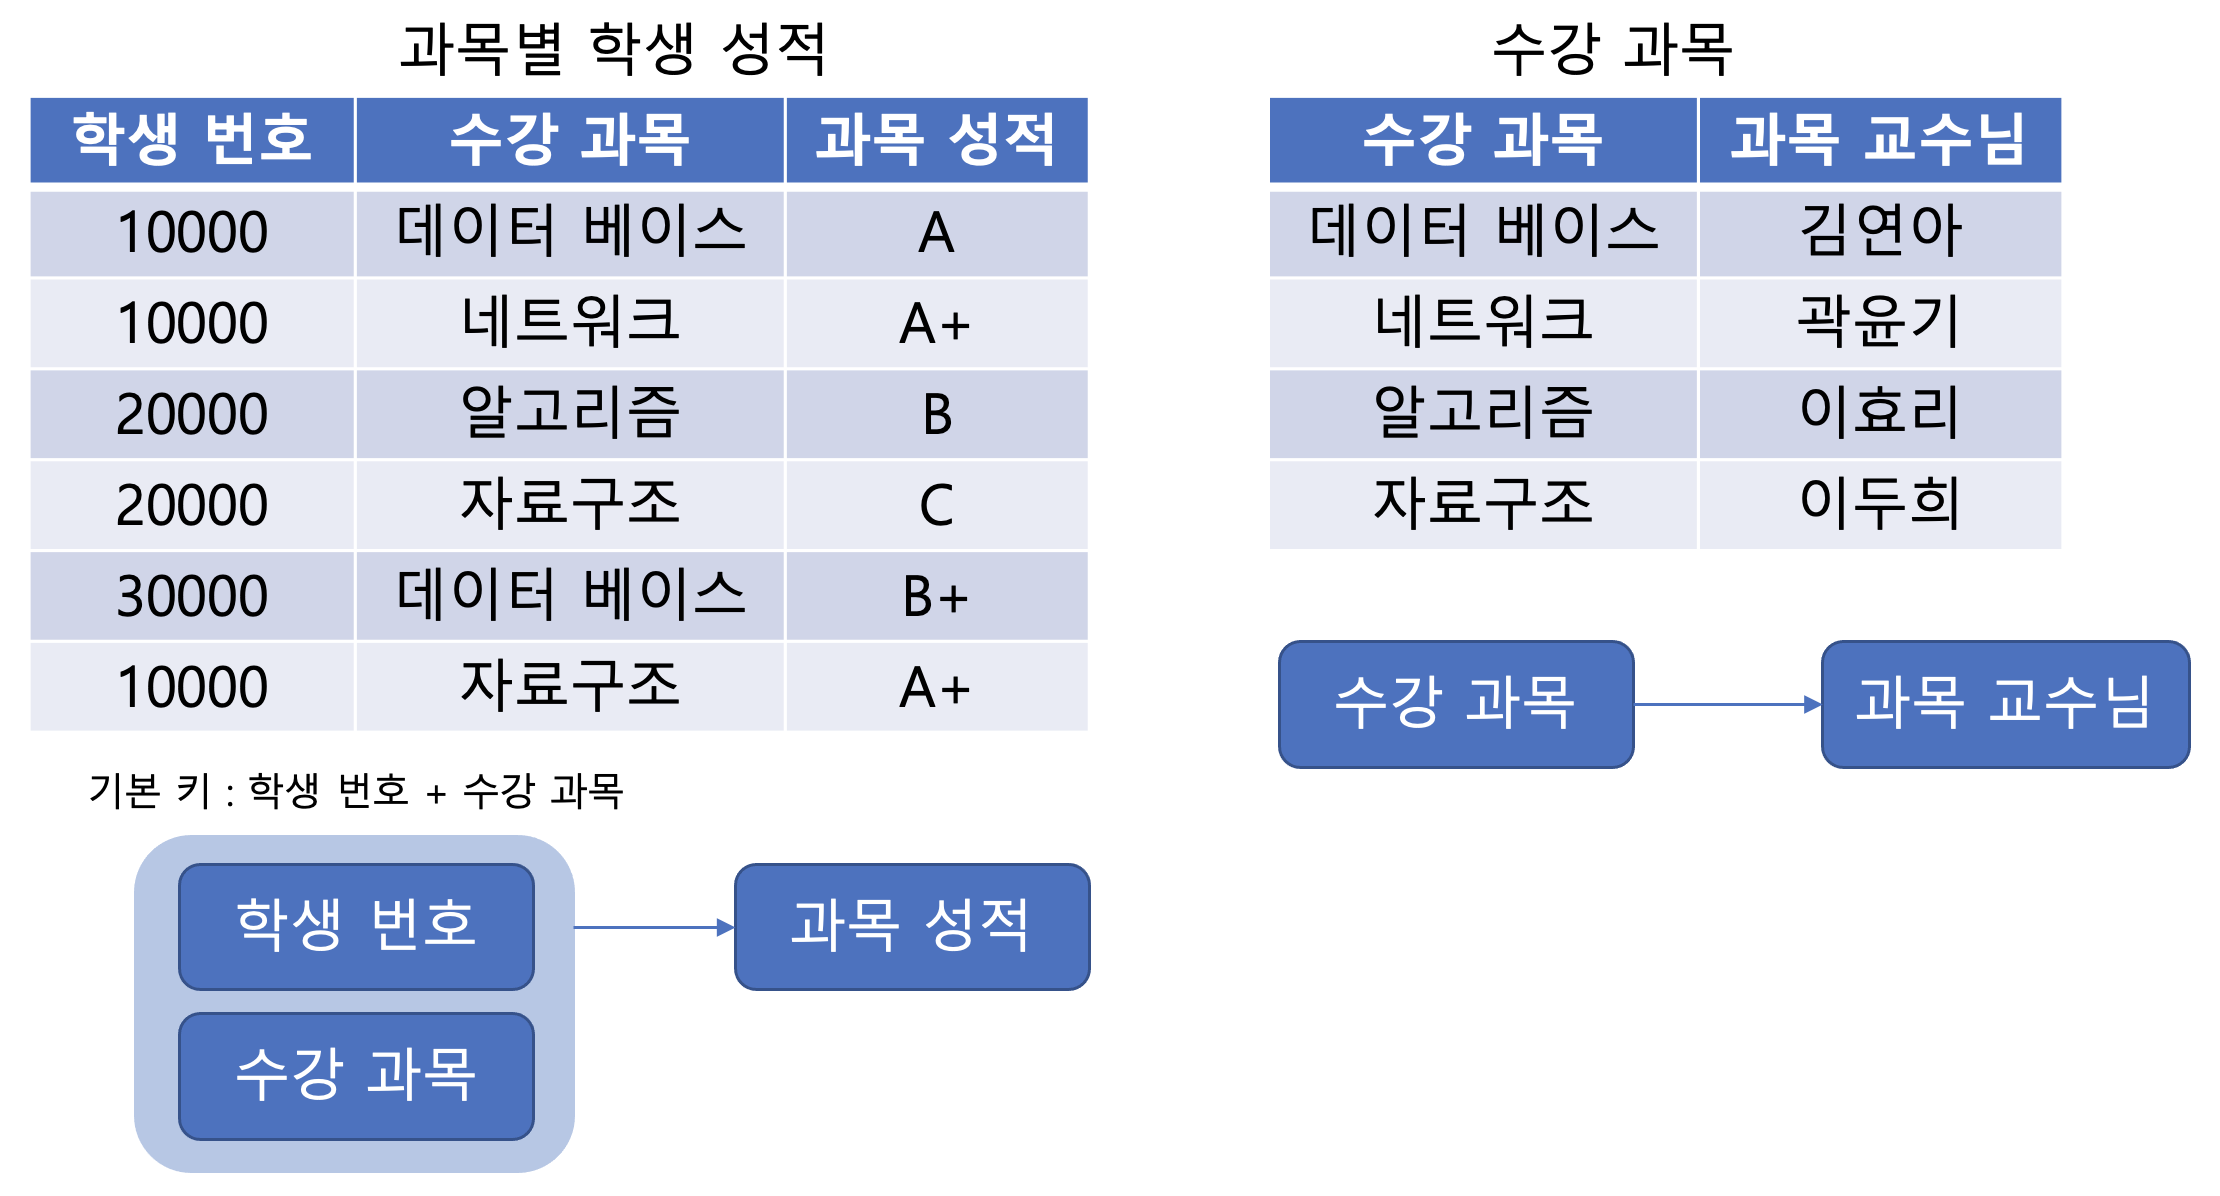 과목별 학생 성적
학생 번호 수강 과목 과목 성적
10000 데이터 베이스 A
10000 네트워크 A+
20000 알고리즘 B
20000 자료구조 C
30000 데이터 베이스 B+
10000 자료구조 A+
기본 키 : 학생 번호 + 수강 과목
학생 번호
과목 성적
수강 과목
수강 과목
수강 과목 과목 교수님
데이터 베이스 김연아
네트워크 곽윤기
알고리즘 이효리
자료구조 이두희
수강 과목
과목 교수님